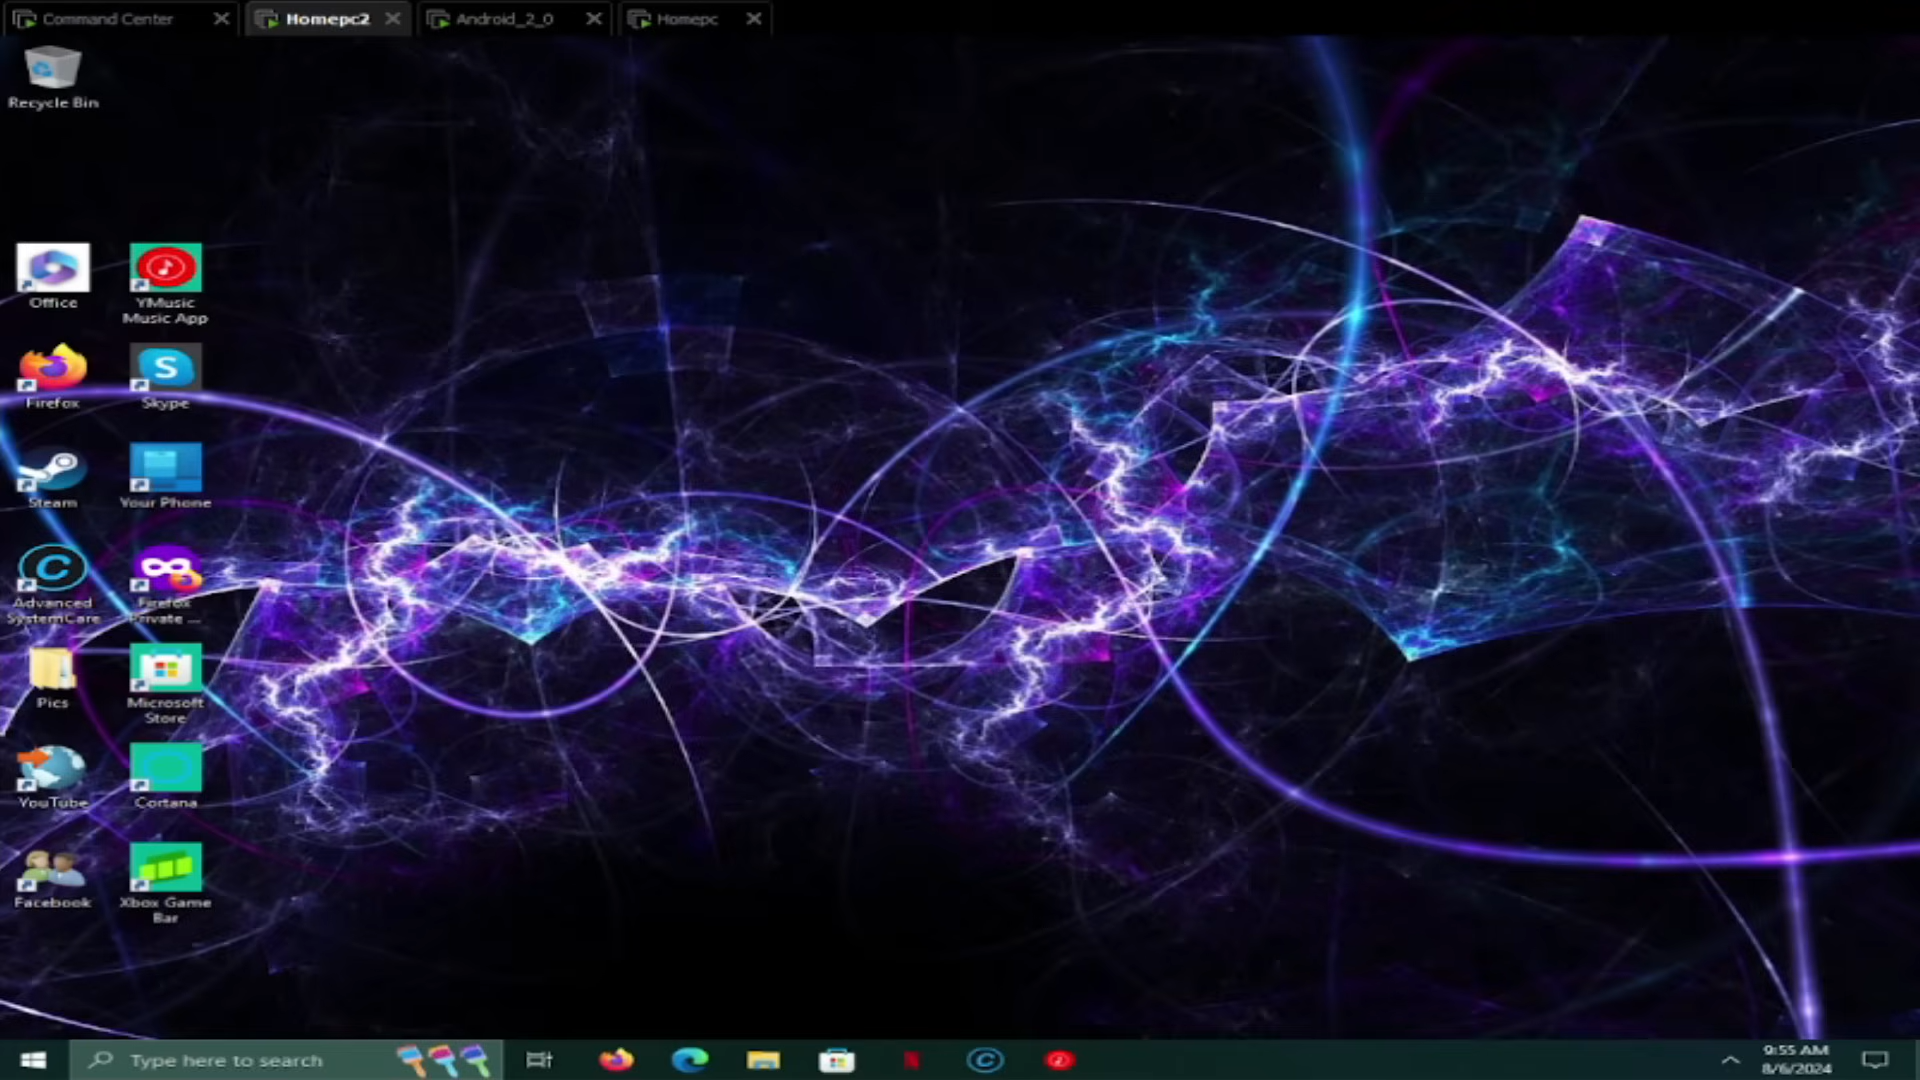 Command Center
Homepc2
Android_2_0
Homepc
Recycle Bin
Office
YMusic
Music App
Firefox
Skype
Steam
Your Phone
Advanced
SystemCare
Firefox
Private ...
Pics
Microsoft
Store
YouTube
Cortana
Facebook
Xbox Game
Bar
Type here to search
9:55 AM
8/6/2024